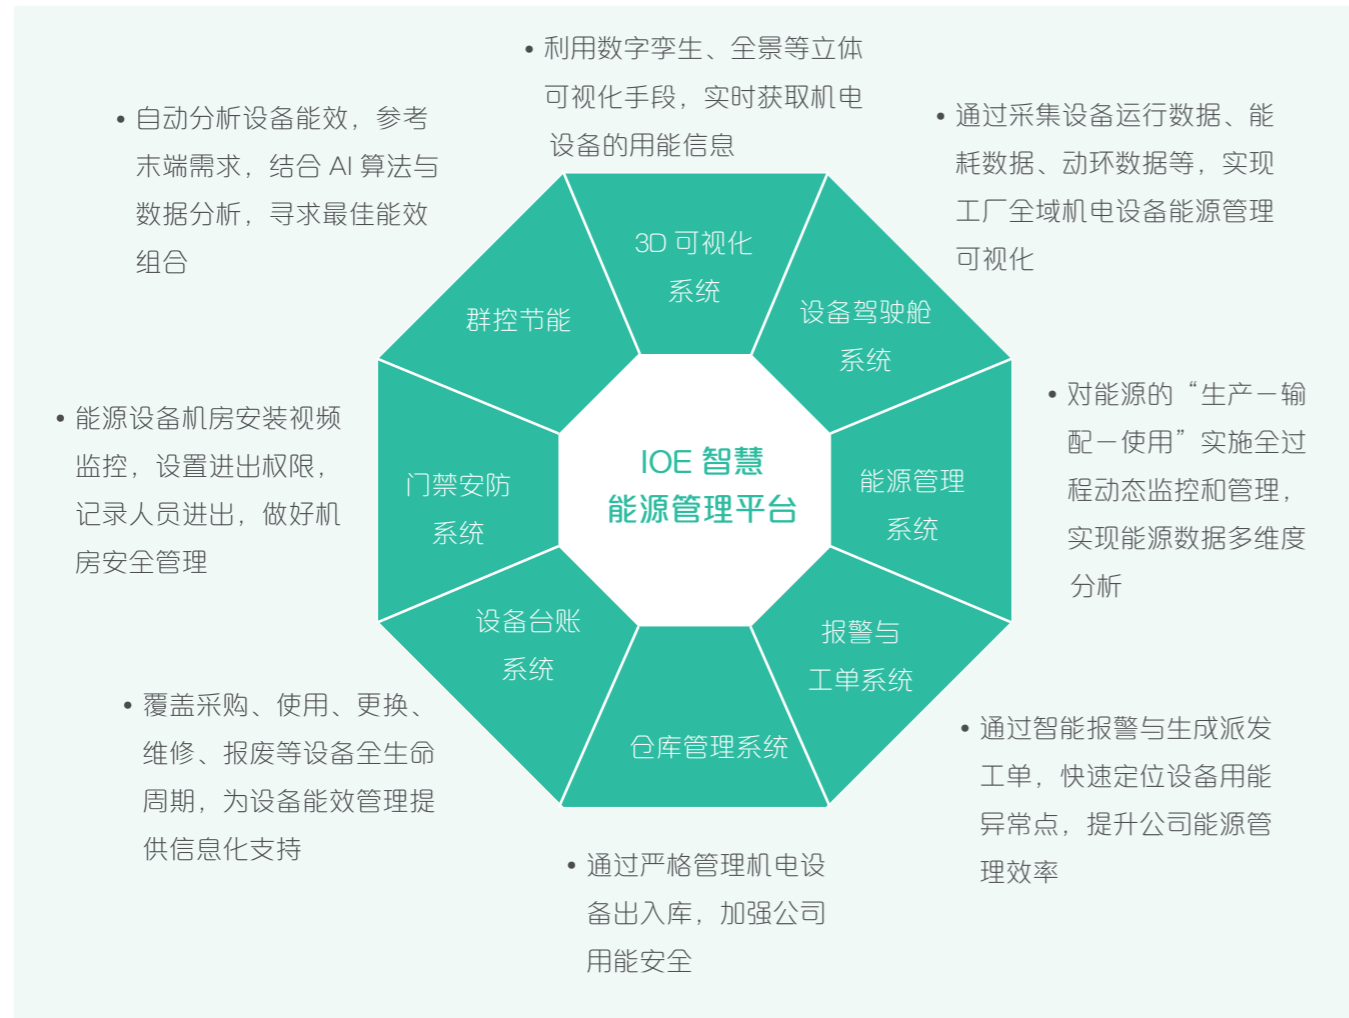 • 利用数字孪生、全景等立体
可视化手段，实时获取机电
设备的用能信息
3D 可视化
系统
• 通过采集设备运行数据、能
耗数据、动环数据等，实现
工厂全域机电设备能源管理
可视化
设备驾驶舱
系统
• 对能源的“生产－输
配－使用”实施全过
程动态监控和管理，
实现能源数据多维度
分析
能源管理
系统
• 通过智能报警与生成派发
工单，快速定位设备用能
异常点，提升公司能源管
理效率
报警与
工单系统
• 通过严格管理机电设
备出入库，加强公司
用能安全
仓库管理系统
• 覆盖采购、使用、更换、
维修、报废等设备全生命
周期，为设备能效管理提
供信息化支持
设备台账
系统
• 能源设备机房安装视频
监控，设置进出权限，
记录人员进出，做好机
房安全管理
门禁安防
系统
• 自动分析设备能效，参考
末端需求，结合 AI 算法与
数据分析，寻求最佳能效
组合
群控节能
IOE 智慧
能源管理平台